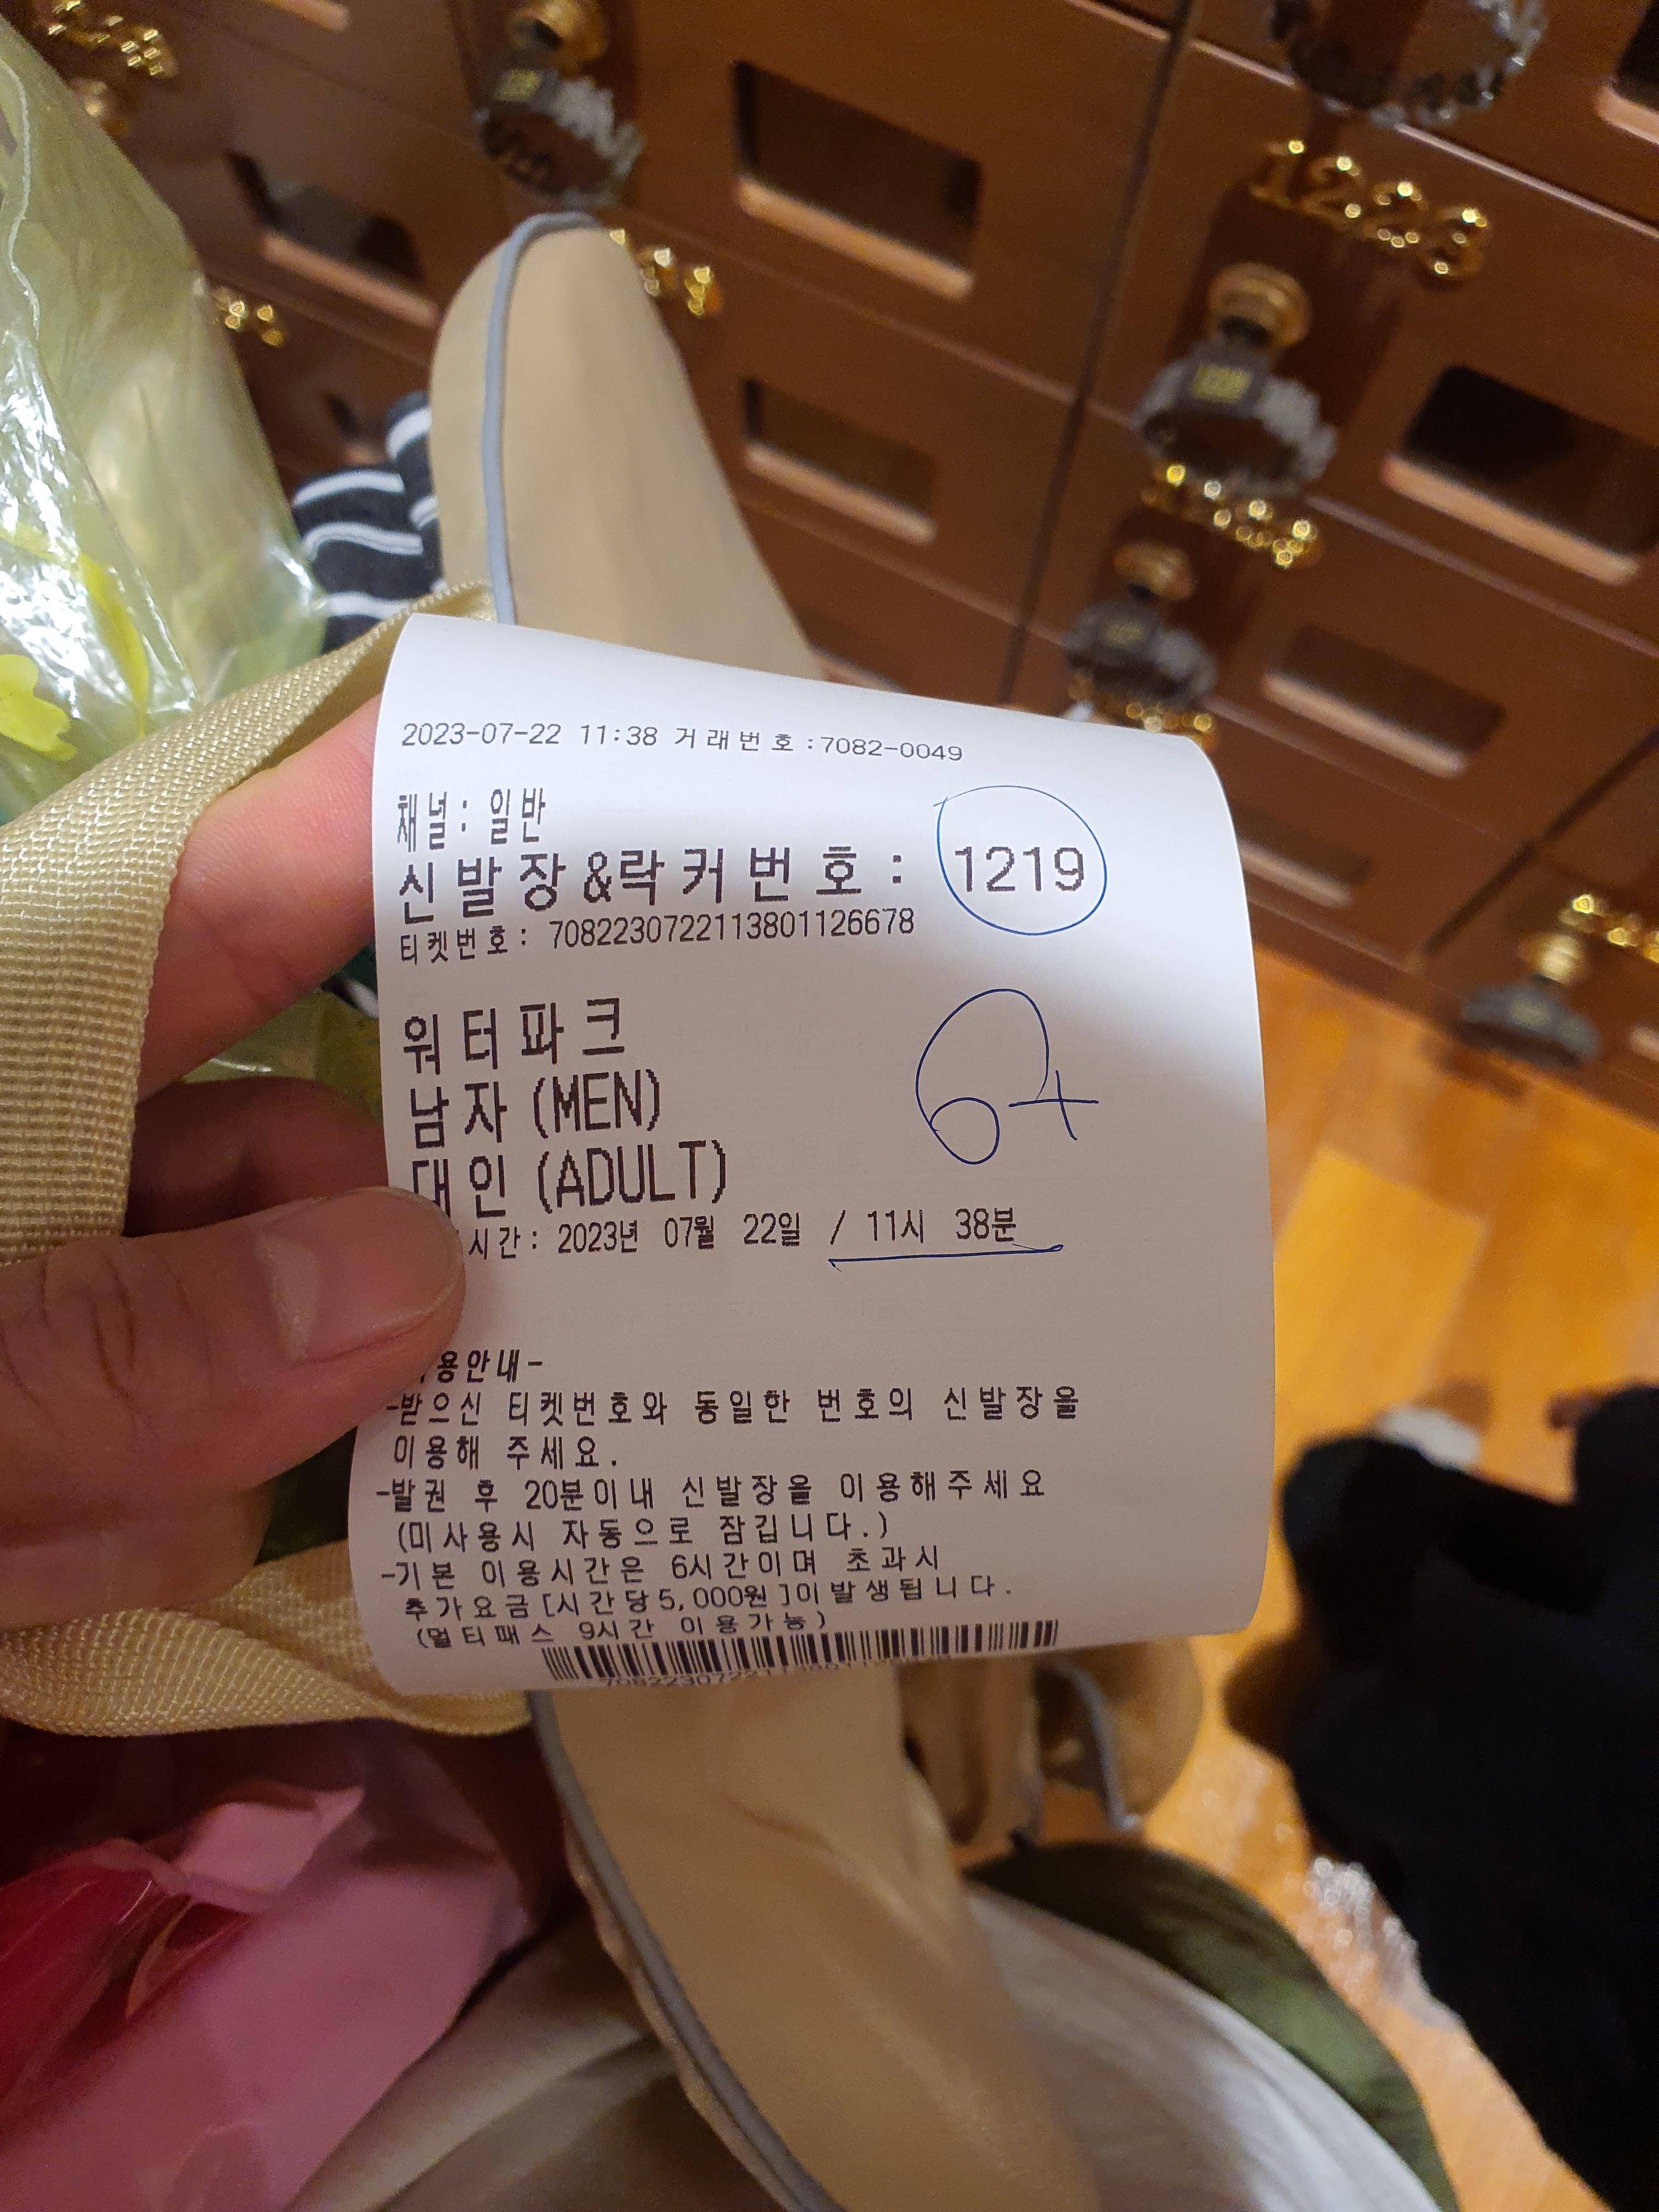 1223
2023-07-22 11:38 거래번호:7082-0049
채널: 일반
신발장&락커번호: 1219
티켓번호: 7082230722113801126678
워터파크
남자(MEN)
대인(ADULT)
시간: 2023년 07월 22일 / 11시 38분
용안내-
-받으신 티켓번호와 동일한 번호의 신발장을
이용해 주세요.
-발권 후 20분이내 신발장을 이용해주세요
(미사용시 자동으로 잠깁니다.)
-기본 이용시간은 6시간이며 초과시
추가요금[시간당5,000원]이발생됩니다.
(멀티패스 9시간 이용가능)